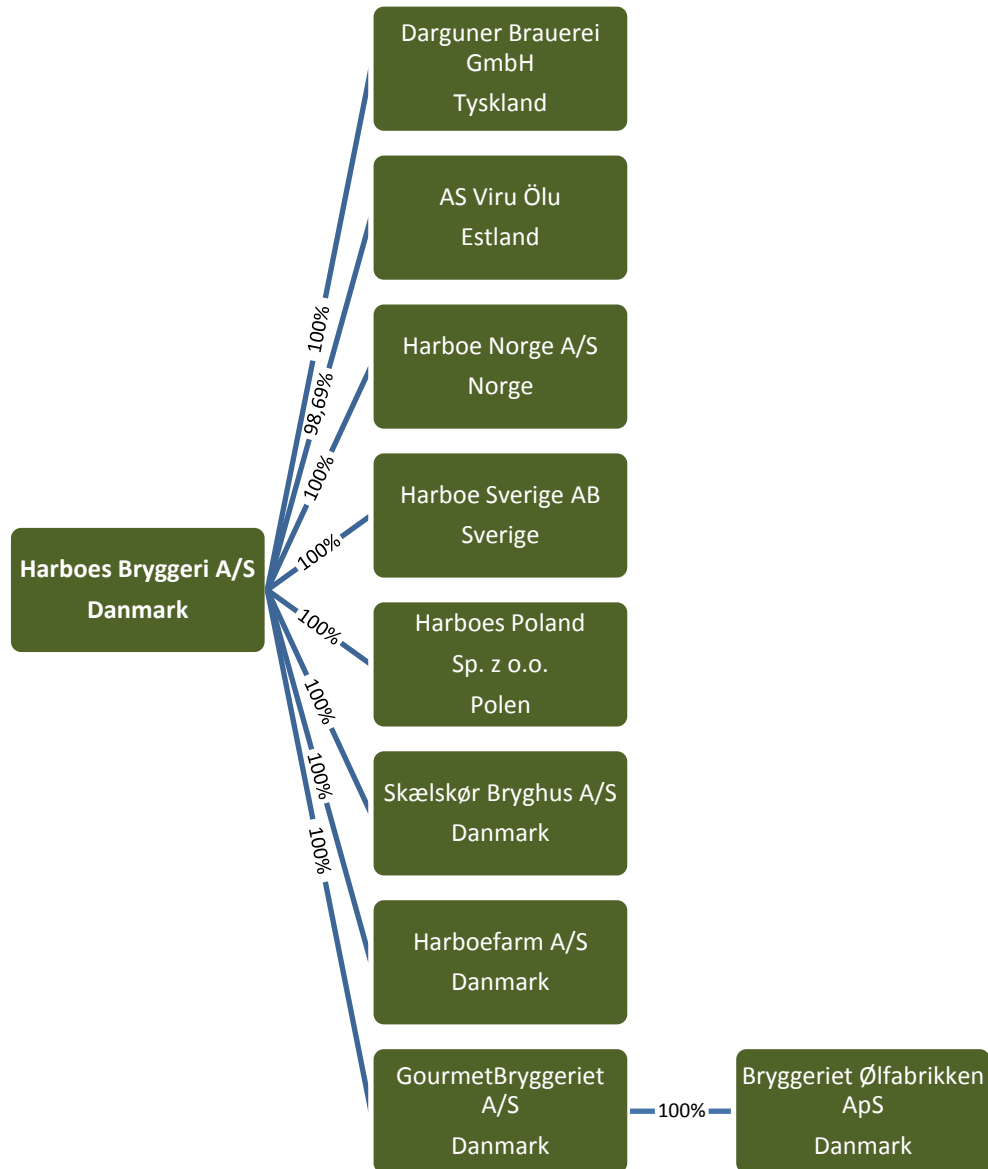 Darguner Brauerei
GmbH
Tyskland
AS Viru Ölu
Estland
Harboe Norge A/S
Norge
Harboe Sverige AB
Sverige
Harboes Bryggeri A/S
Danmark
Harboes Poland
Sp. z o.o.
Polen
Skælskør Bryghus A/S
Danmark
Harboefarm A/S
Danmark
GourmetBryggeriet
A/S
Danmark
Bryggeriet Ølfabrikken
ApS
Danmark
100%
98,69%
100%
100%
100%
100%
100%
100%
100%